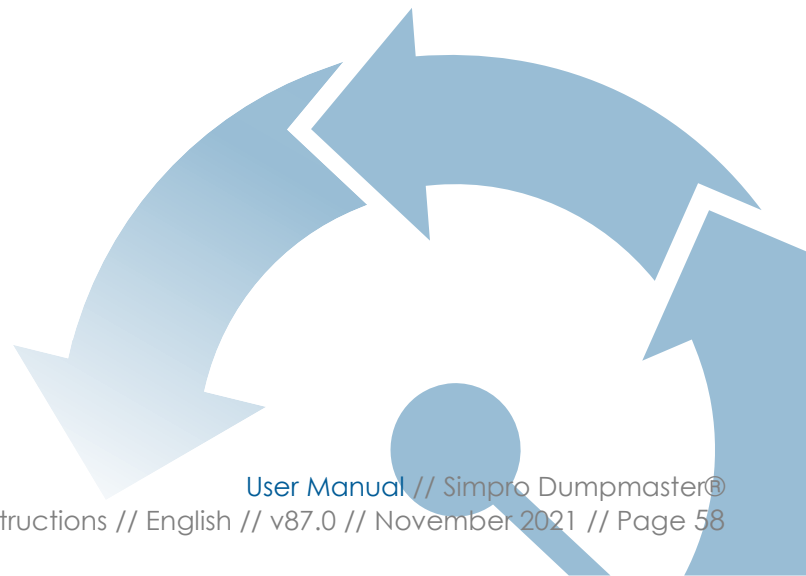 User Manual // Simpro Dumpmaster®
tructions // English // v87.0 // November 2021 // Page 58